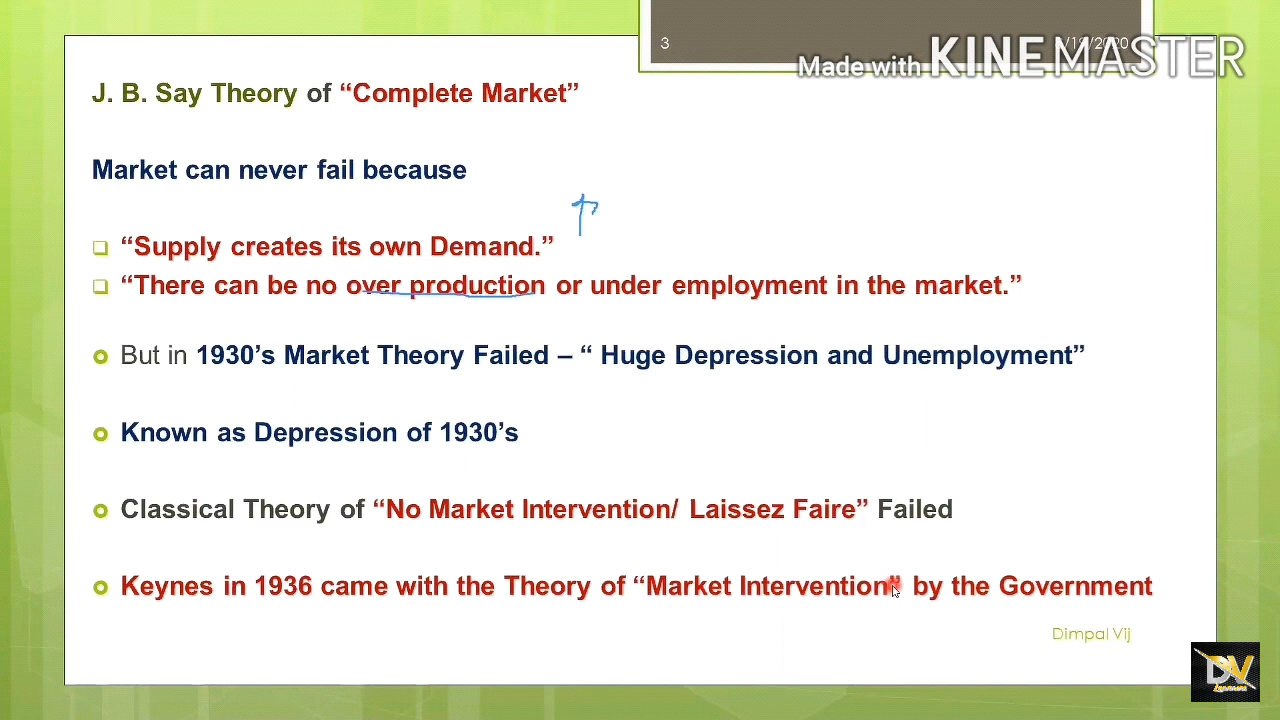 3
/2020
Made with KINEMASTER
J. B. Say Theory of “Complete Market”
Market can never fail because
“Supply creates its own Demand.”
“There can be no over production or under employment in the market.”
But in 1930’s Market Theory Failed – “ Huge Depression and Unemployment”
Known as Depression of 1930’s
Classical Theory of “No Market Intervention/ Laissez Faire” Failed
Keynes in 1936 came with the Theory of “Market Intervention” by the Government
Dimpal Vij
DV